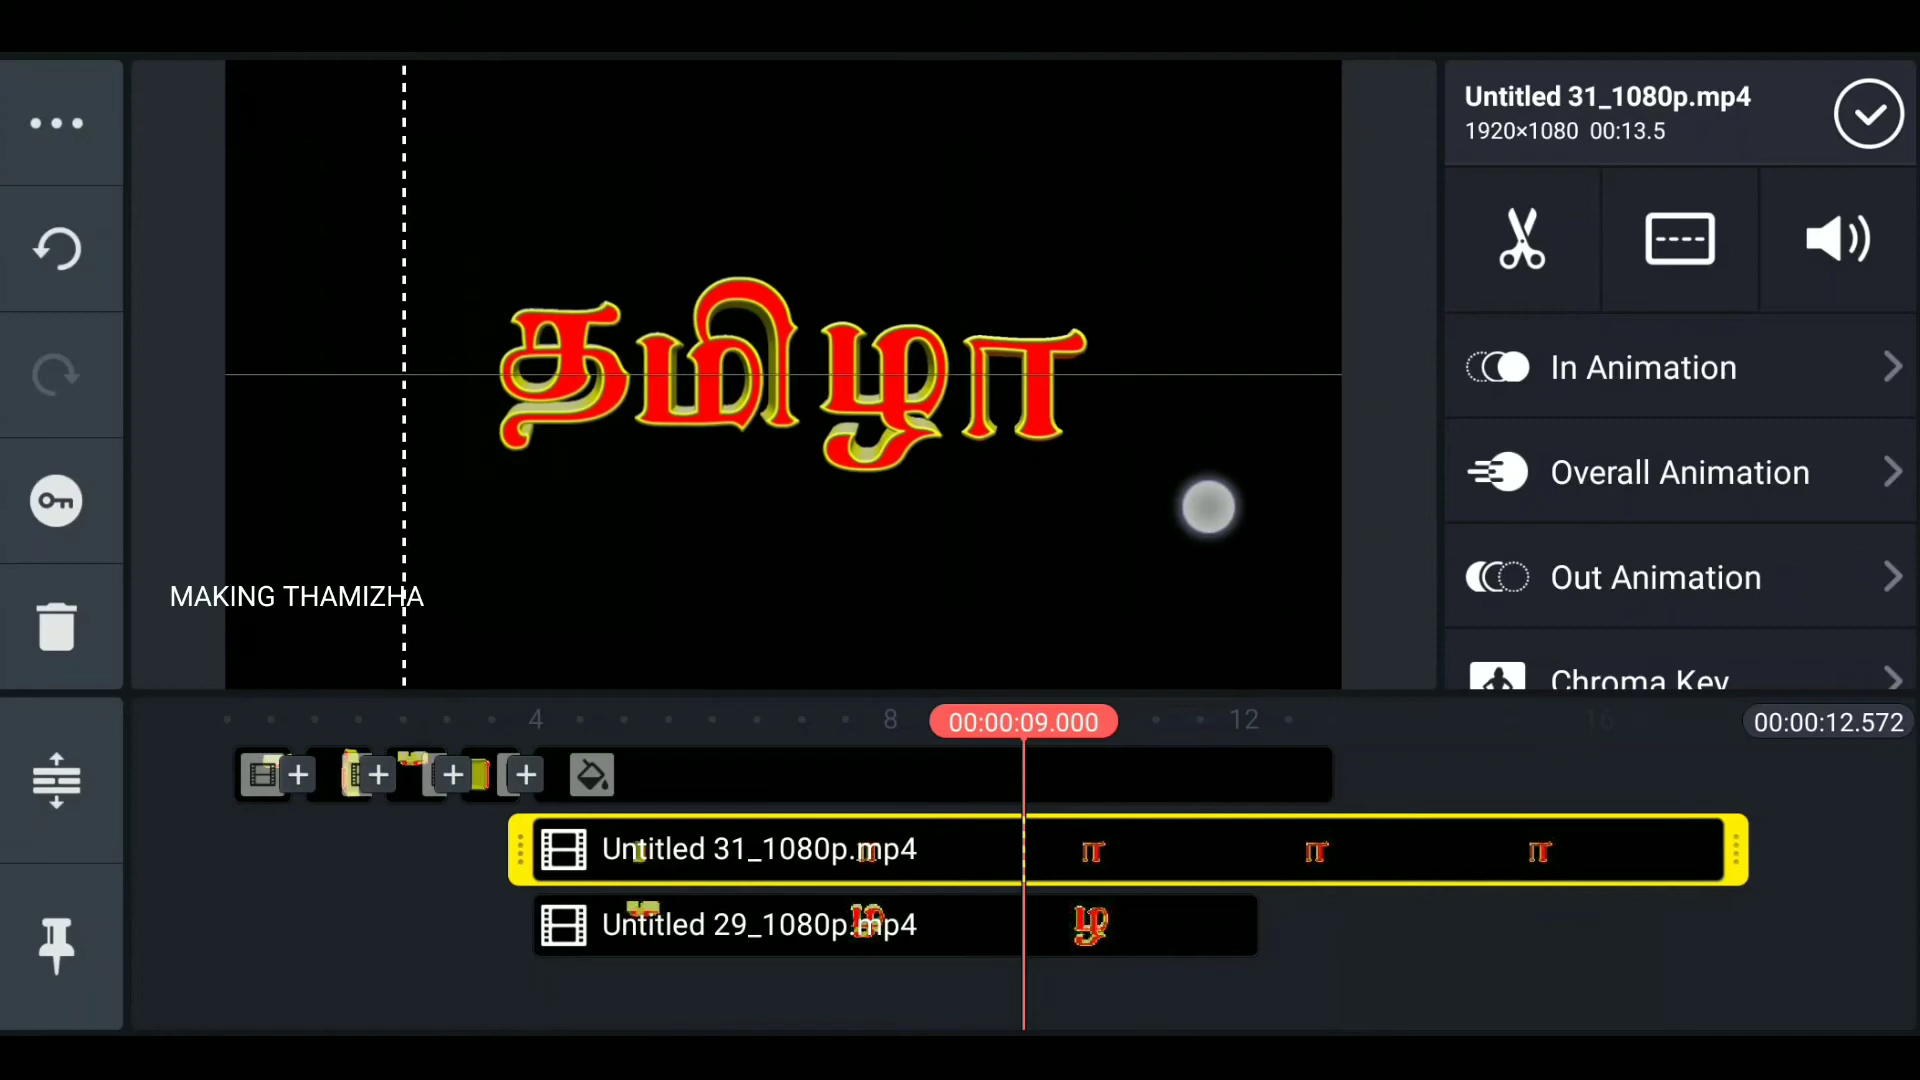 Untitled 31_1080p.mp4
1920×1080 00:13.5
தமிழா
In Animation
Overall Animation
Out Animation
MAKING THAMIZHA
Chroma Key
4 8 00:00:09.000 12 16 00:00:12.572
Untitled 31_1080p.mp4 ா ா ா
Untitled 29_1080p.mp4 ழ ழ